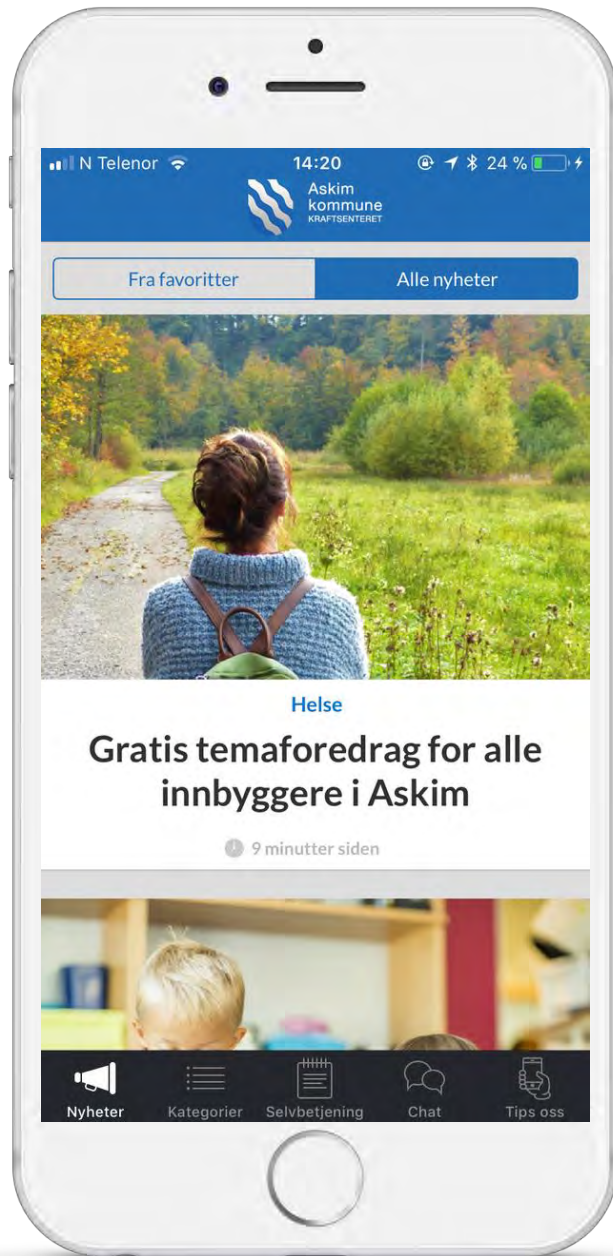 N Telenor 14:20 24 %
Askim
kommune
KRAFTSENTERET
Fra favoritter Alle nyheter
Helse
Gratis temaforedrag for alle
innbyggere i Askim
9 minutter siden
Nyheter Kategorier Selvbetjening Chat Tips oss